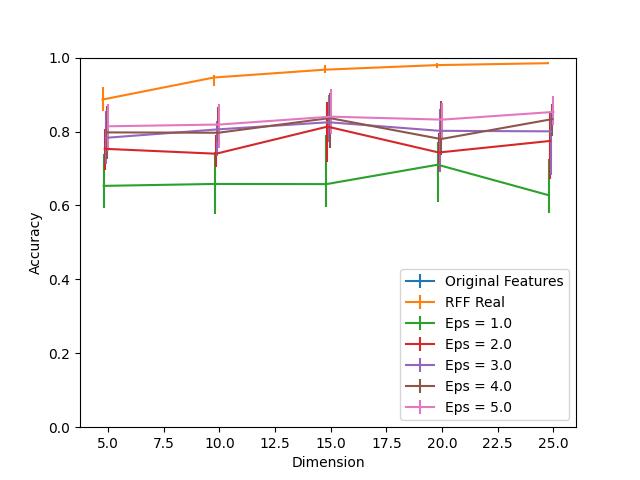 1.0
0.8
0.6
0.4
0.2
0.0
Accuracy
Original Features
RFF Real
Eps = 1.0
Eps = 2.0
Eps = 3.0
Eps = 4.0
Eps = 5.0
5.0 7.5 10.0 12.5 15.0 17.5 20.0 22.5 25.0
Dimension